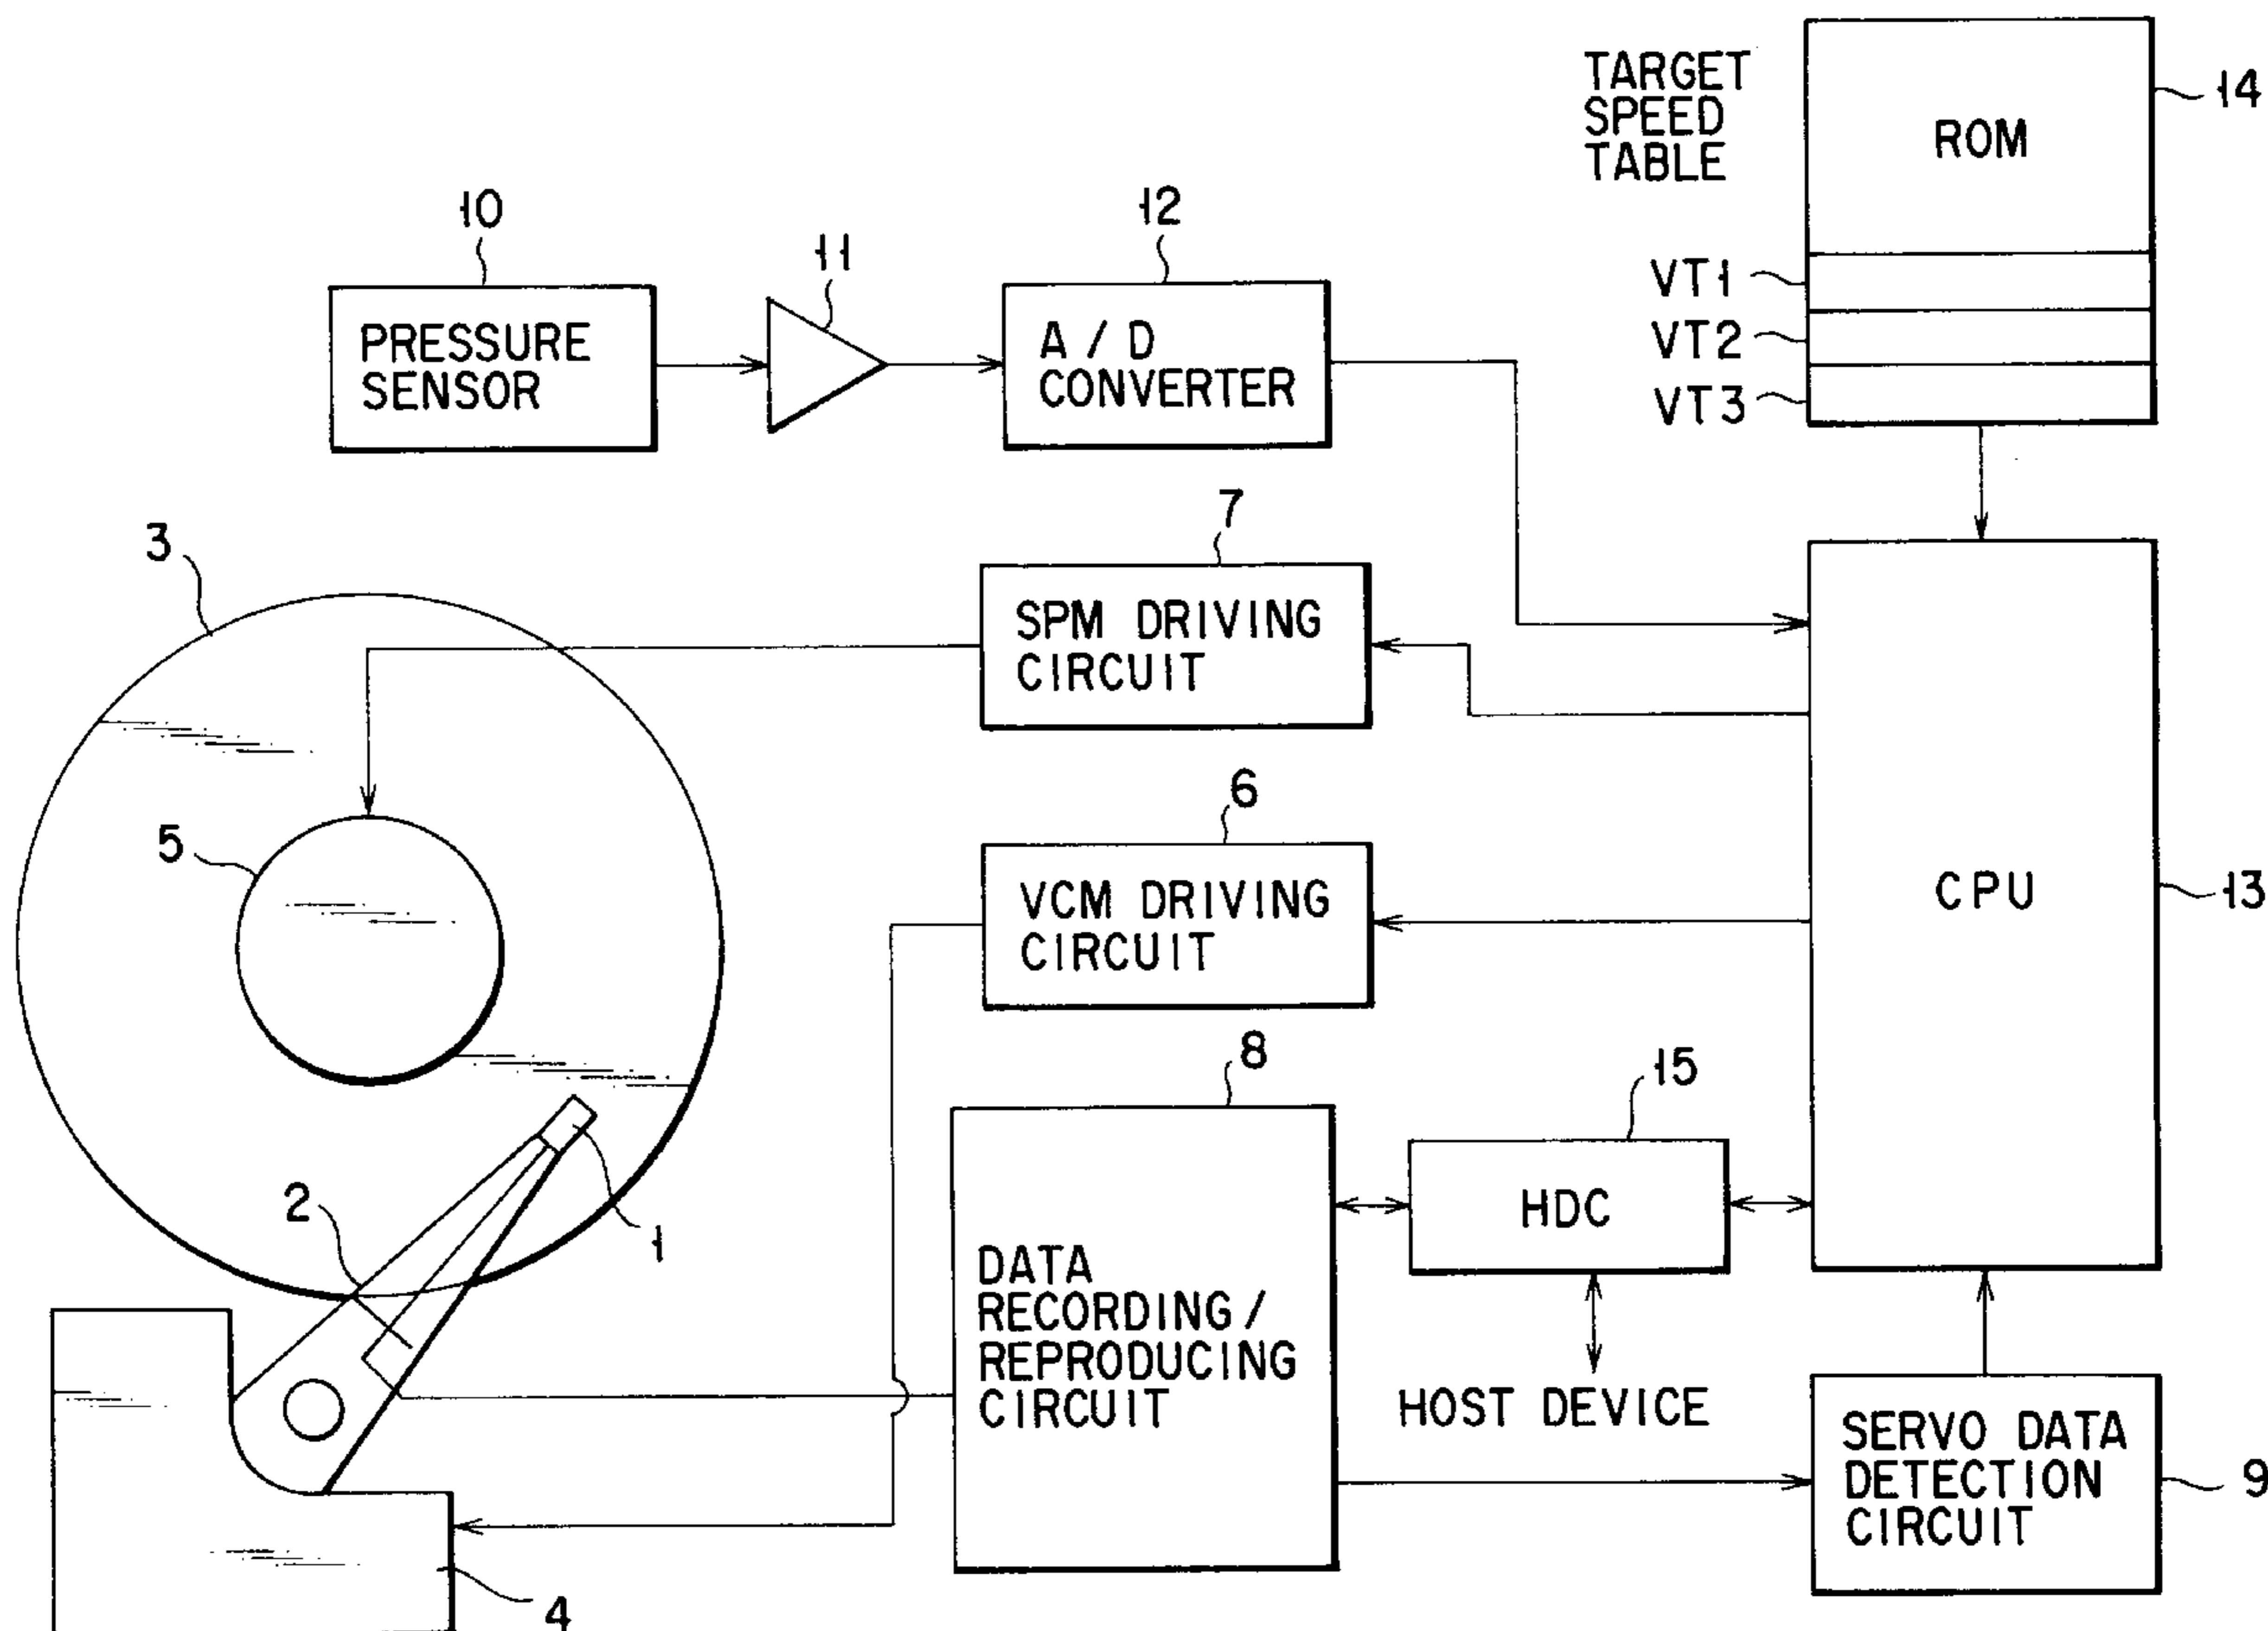 TARGET
SPEED
TABLE
ROM
14
10
11
12
VT1
VT2
VT3
PRESSURE
SENSOR
A / D
CONVERTER
7
3
SPM DRIVING
CIRCUIT
6
5
VCM DRIVING
CIRCUIT
CPU
13
8
15
2
1
HDC
DATA
RECORDING/
REPRODUCING
CIRCUIT
HOST DEVICE
SERVO DATA
DETECTION
CIRCUIT
9
4